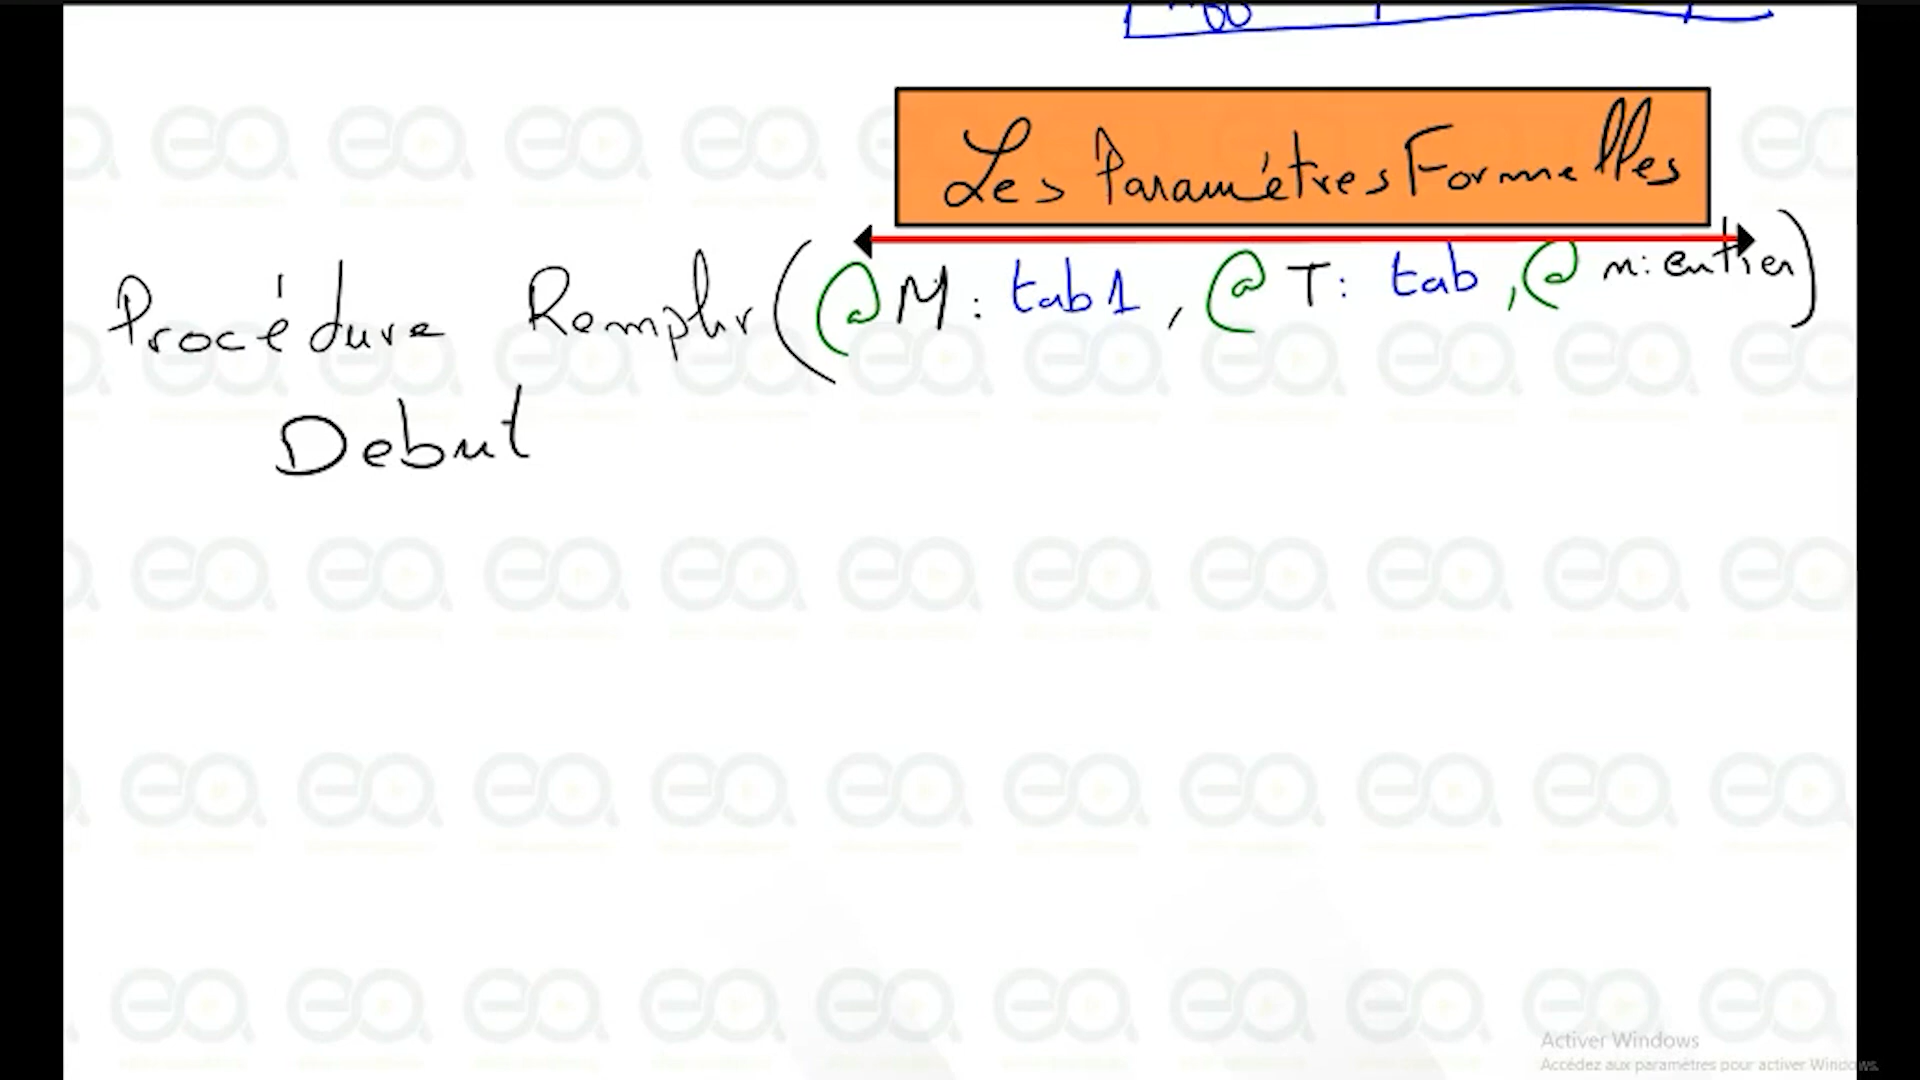 Les Paramétres Formelles
Procédure Remplir (@ M : tab1 , @ T : tab , @ n : entier)
Debut
Activer Windows
Accédez aux paramètres pour activer Windows.